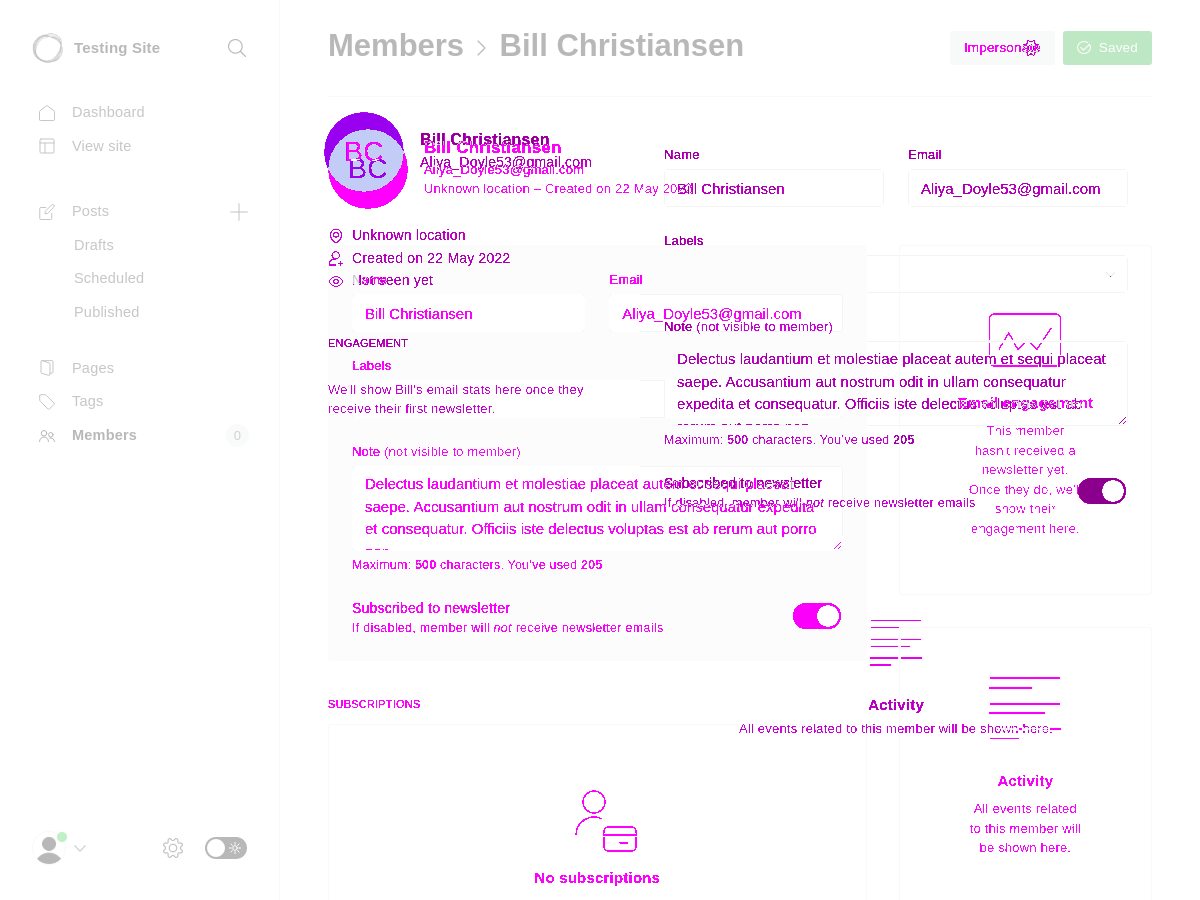 Testing Site
Members > Bill Christiansen
Saved
Dashboard
View site
Posts
Drafts
Scheduled
Published
Pages
Tags
Members
0
BC
BC
Bill Christiansen
Aliya_Doyle53@gmail.com
Bill Christiansen
Aliya_Doyle53@gmail.com
Unknown location – Created on 22 May
Name
Email
Bill Christiansen
Aliya_Doyle53@gmail.com
Unknown location
Created on 22 May 2022
seen yet
Labels
Email
Bill Christiansen
Aliya_Doyle53@gmail.com
Note (not visible to member)
Delectus laudantium et molestiae placeat autem et sequi placeat
saepe. Accusantium aut nostrum odit in ullam consequatur
expedita et consequatur. Officiis iste delectus
Maximum: 500 characters. You've used 205
ENGAGEMENT
We'll show Bill's email stats here once they
receive their first newsletter.
Labels
Note (not visible to member)
Delectus laudantium et molestiae placeat autem et sequi placeat
saepe. Accusantium aut nostrum odit in ullam consequatur expedita
et consequatur. Officiis iste delectus voluptas est ab rerum aut porro
Maximum: 500 characters. You've used 205
Subscribed to newsletter
If disabled, member will not receive newsletter emails
Email engagement
This member
hasn't received a
newsletter yet.
Once they do, we'll
show their
engagement here.
Subscribed to newsletter
If disabled, member will not receive newsletter emails
SUBSCRIPTIONS
Activity
All events related to this member will be shown here.
No subscriptions
Activity
All events related
to this member will
be shown here.